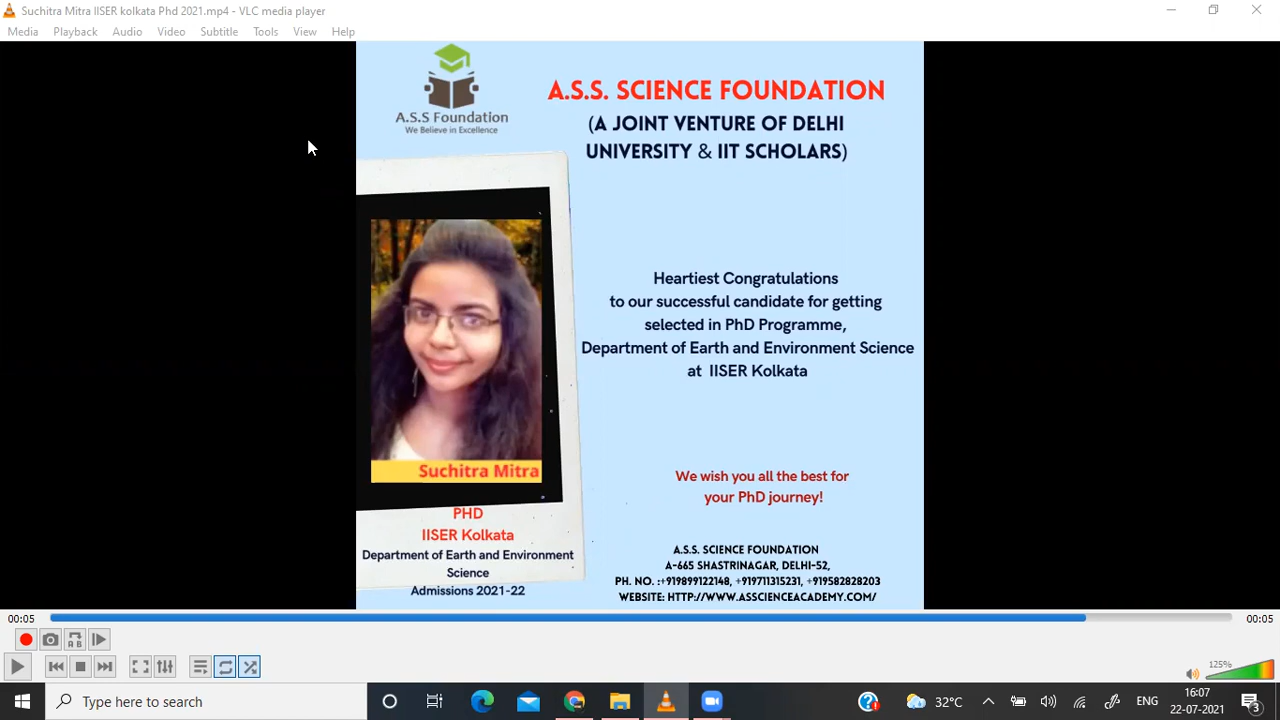 Suchitra Mitra IISER kolkata Phd 2021.mp4 - VLC media player
Media Playback Audio Video Subtitle Tools View Help
A.S.S Foundation
We Believe in Excellence
A.S.S. SCIENCE FOUNDATION
(A JOINT VENTURE OF DELHI
UNIVERSITY & IIT SCHOLARS)
Heartiest Congratulations
to our successful candidate for getting
selected in PhD Programme,
Department of Earth and Environment Science
at IISER Kolkata
Suchitra Mitra
PHD
IISER Kolkata
Department of Earth and Environment
Science
Admissions 2021-22
We wish you all the best for
your PhD journey!
A.S.S. SCIENCE FOUNDATION
A-665 SHASTRINAGAR, DELHI-52,
PH. NO. :+919899122148, +919711315231, +919582828203
WEBSITE: HTTP://WWW.ASSCIENCEACADEMY.COM/
00:05 00:05
125%
Type here to search
32°C ENG 16:07
22-07-2021
3